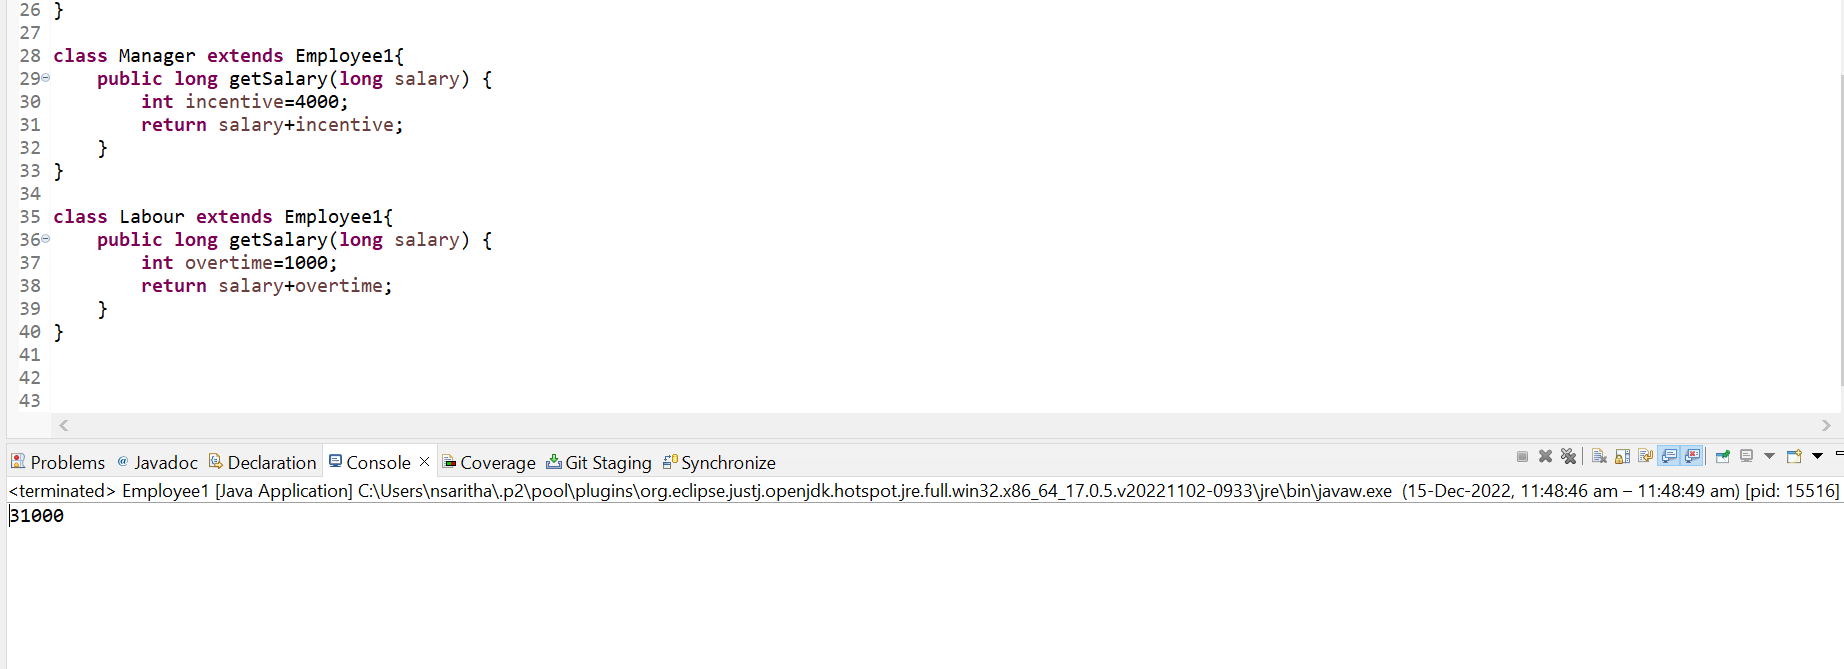 26 }
27
28 class Manager extends Employee1{
29     public long getSalary(long salary) {
30         int incentive=4000;
31         return salary+incentive;
32     }
33 }
34
35 class Labour extends Employee1{
36     public long getSalary(long salary) {
37         int overtime=1000;
38         return salary+overtime;
39     }
40 }
41
42
43
Problems @ Javadoc Declaration Console Coverage Git Staging Synchronize
<terminated> Employee1 [Java Application] C:\Users\nsaritha\.p2\pool\plugins\org.eclipse.justj.openjdk.hotspot.jre.full.win32.x86_64_17.0.5.v20221102-0933\jre\bin\javaw.exe (15-Dec-2022, 11:48:46 am – 11:48:49 am) [pid: 15516]
31000